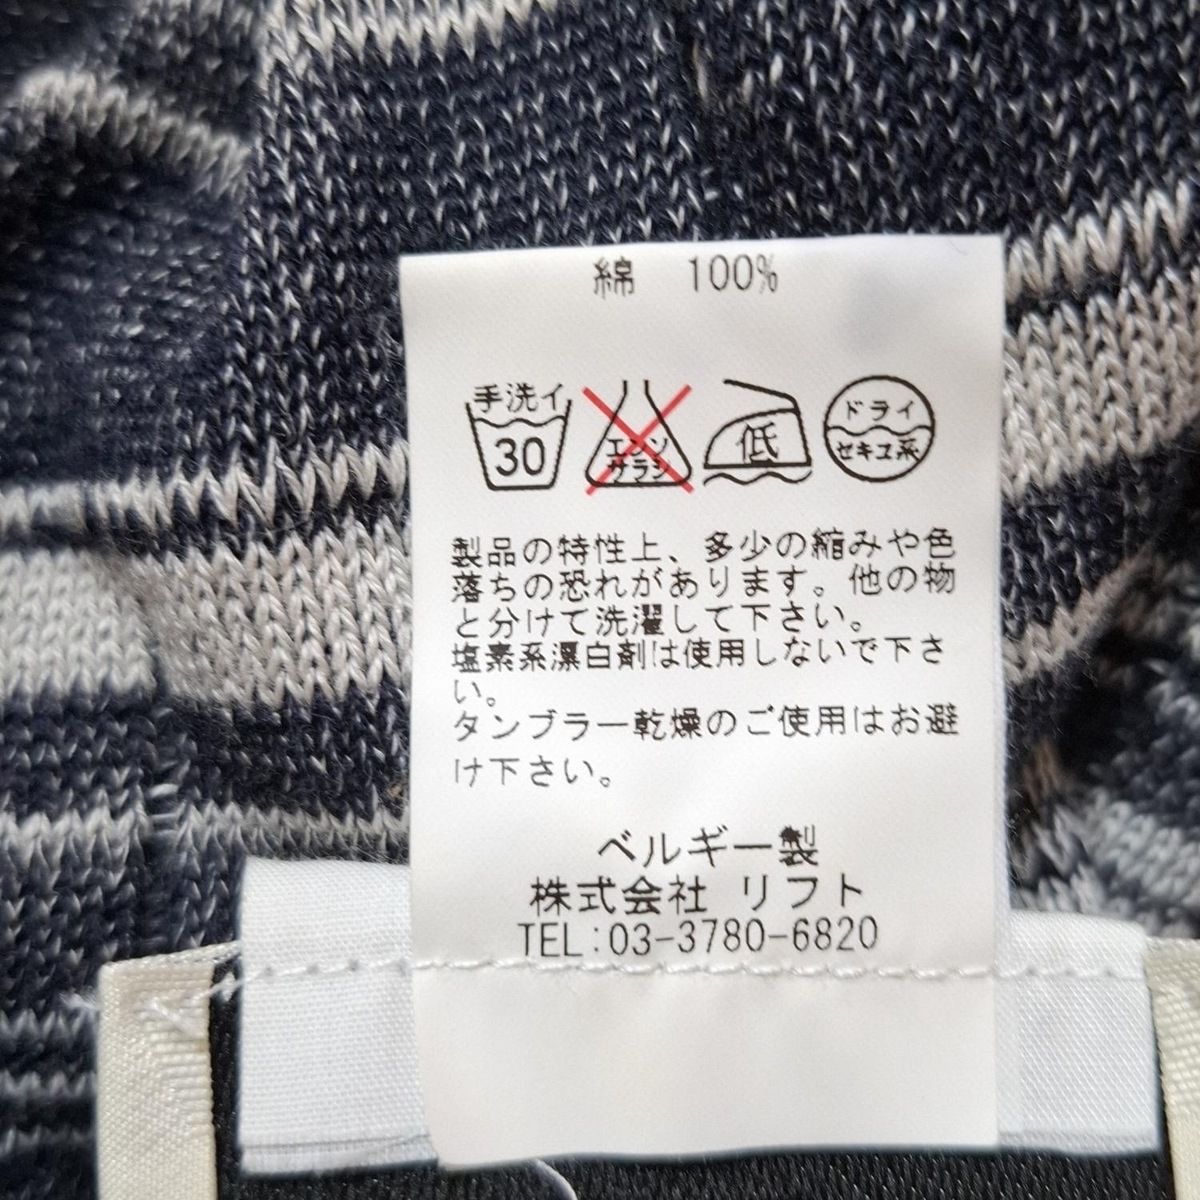 綿 100%
手洗イ
30
エンソ
サラシ
低
ドライ
セキユ系
製品の特性上、多少の縮みや色
落ちの恐れがあります。他の物
と分けて洗濯して下さい。
塩素系漂白剤は使用しないで下さ
い。
タンブラー乾燥のご使用はお避
け下さい。
ベルギー製
株式会社 リフト
TEL:03-3780-6820